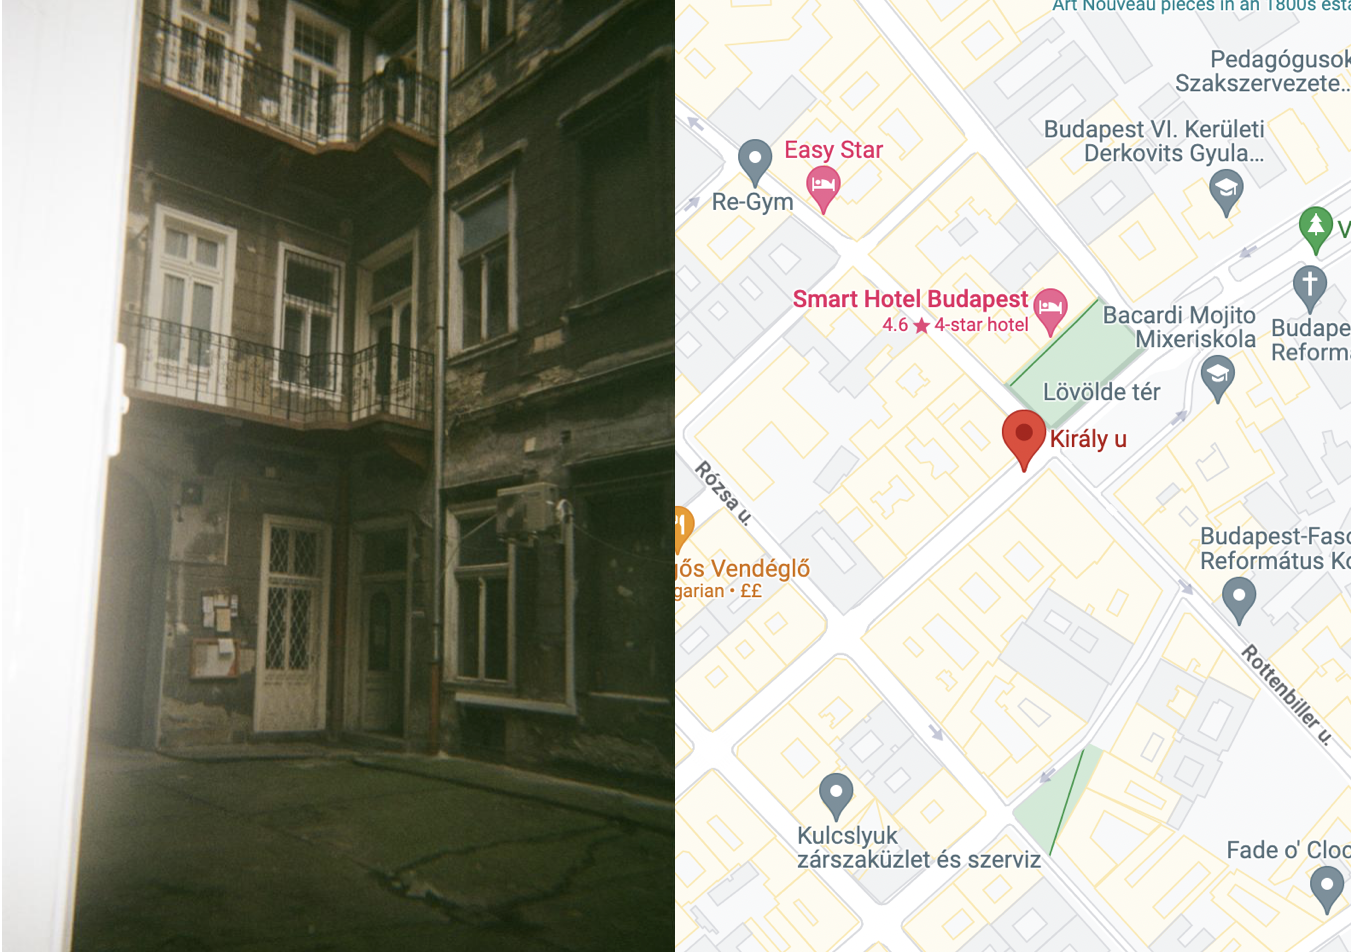 Art Nouveau pieces in an 1800s esta
Pedagógusok
Szakszervezete...
Budapest VI. Kerületi
Derkovits Gyula...
Easy Star
Re-Gym
V
Smart Hotel Budapest
4.6 ★ 4-star hotel
Bacardi Mojito
Mixeriskola
Budape
Reform
Lövölde tér
Király u
Rózsa u.
gős Vendéglő
garian • ££
Budapest-Faso
Református Ko
Rottenbiller u.
Kulcslyuk
zárszaküzlet és szerviz
Fade o' Cloc